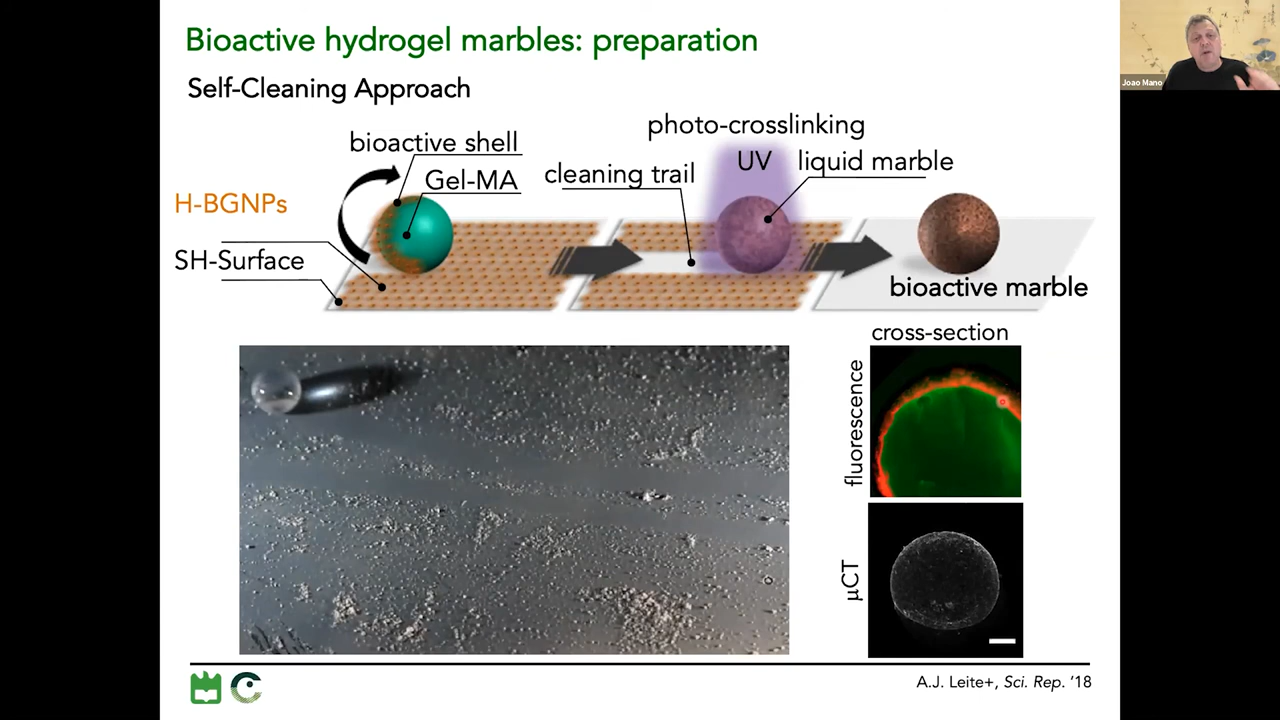 Bioactive hydrogel marbles: preparation
Self-Cleaning Approach
photo-crosslinking
bioactive shell
UV
liquid marble
cleaning trail
Gel-MA
H-BGNPs
SH-Surface
bioactive marble
cross-section
fluorescence
µCT
A.J. Leite+, Sci. Rep. '18
Joao Mano